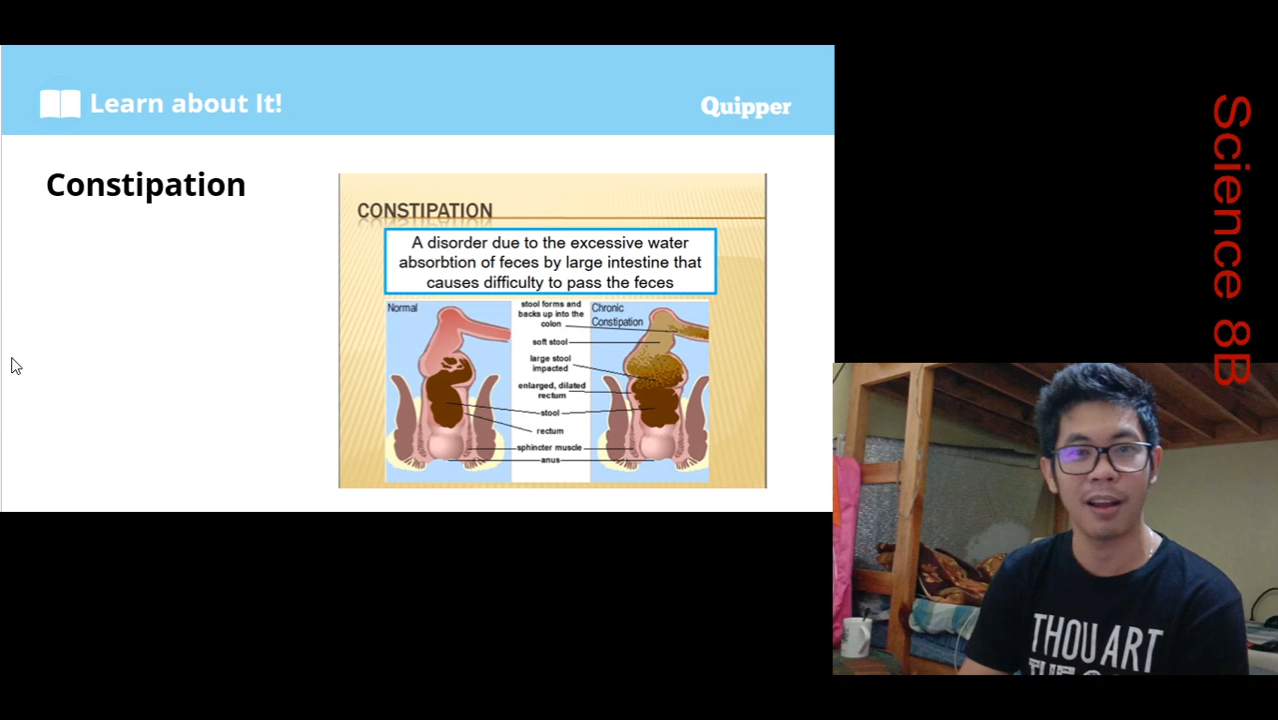 Learn about It!
Quipper
Constipation
CONSTIPATION
A disorder due to the excessive water
absorbtion of feces by large intestine that
causes difficulty to pass the feces
Normal
stool forms and
backs up into the
colon
soft stool
large stool
impacted
enlarged, dilated
rectum
stool
rectum
sphincter muscle
anus
Chronic
Constipation
Science 8B
THOU ART